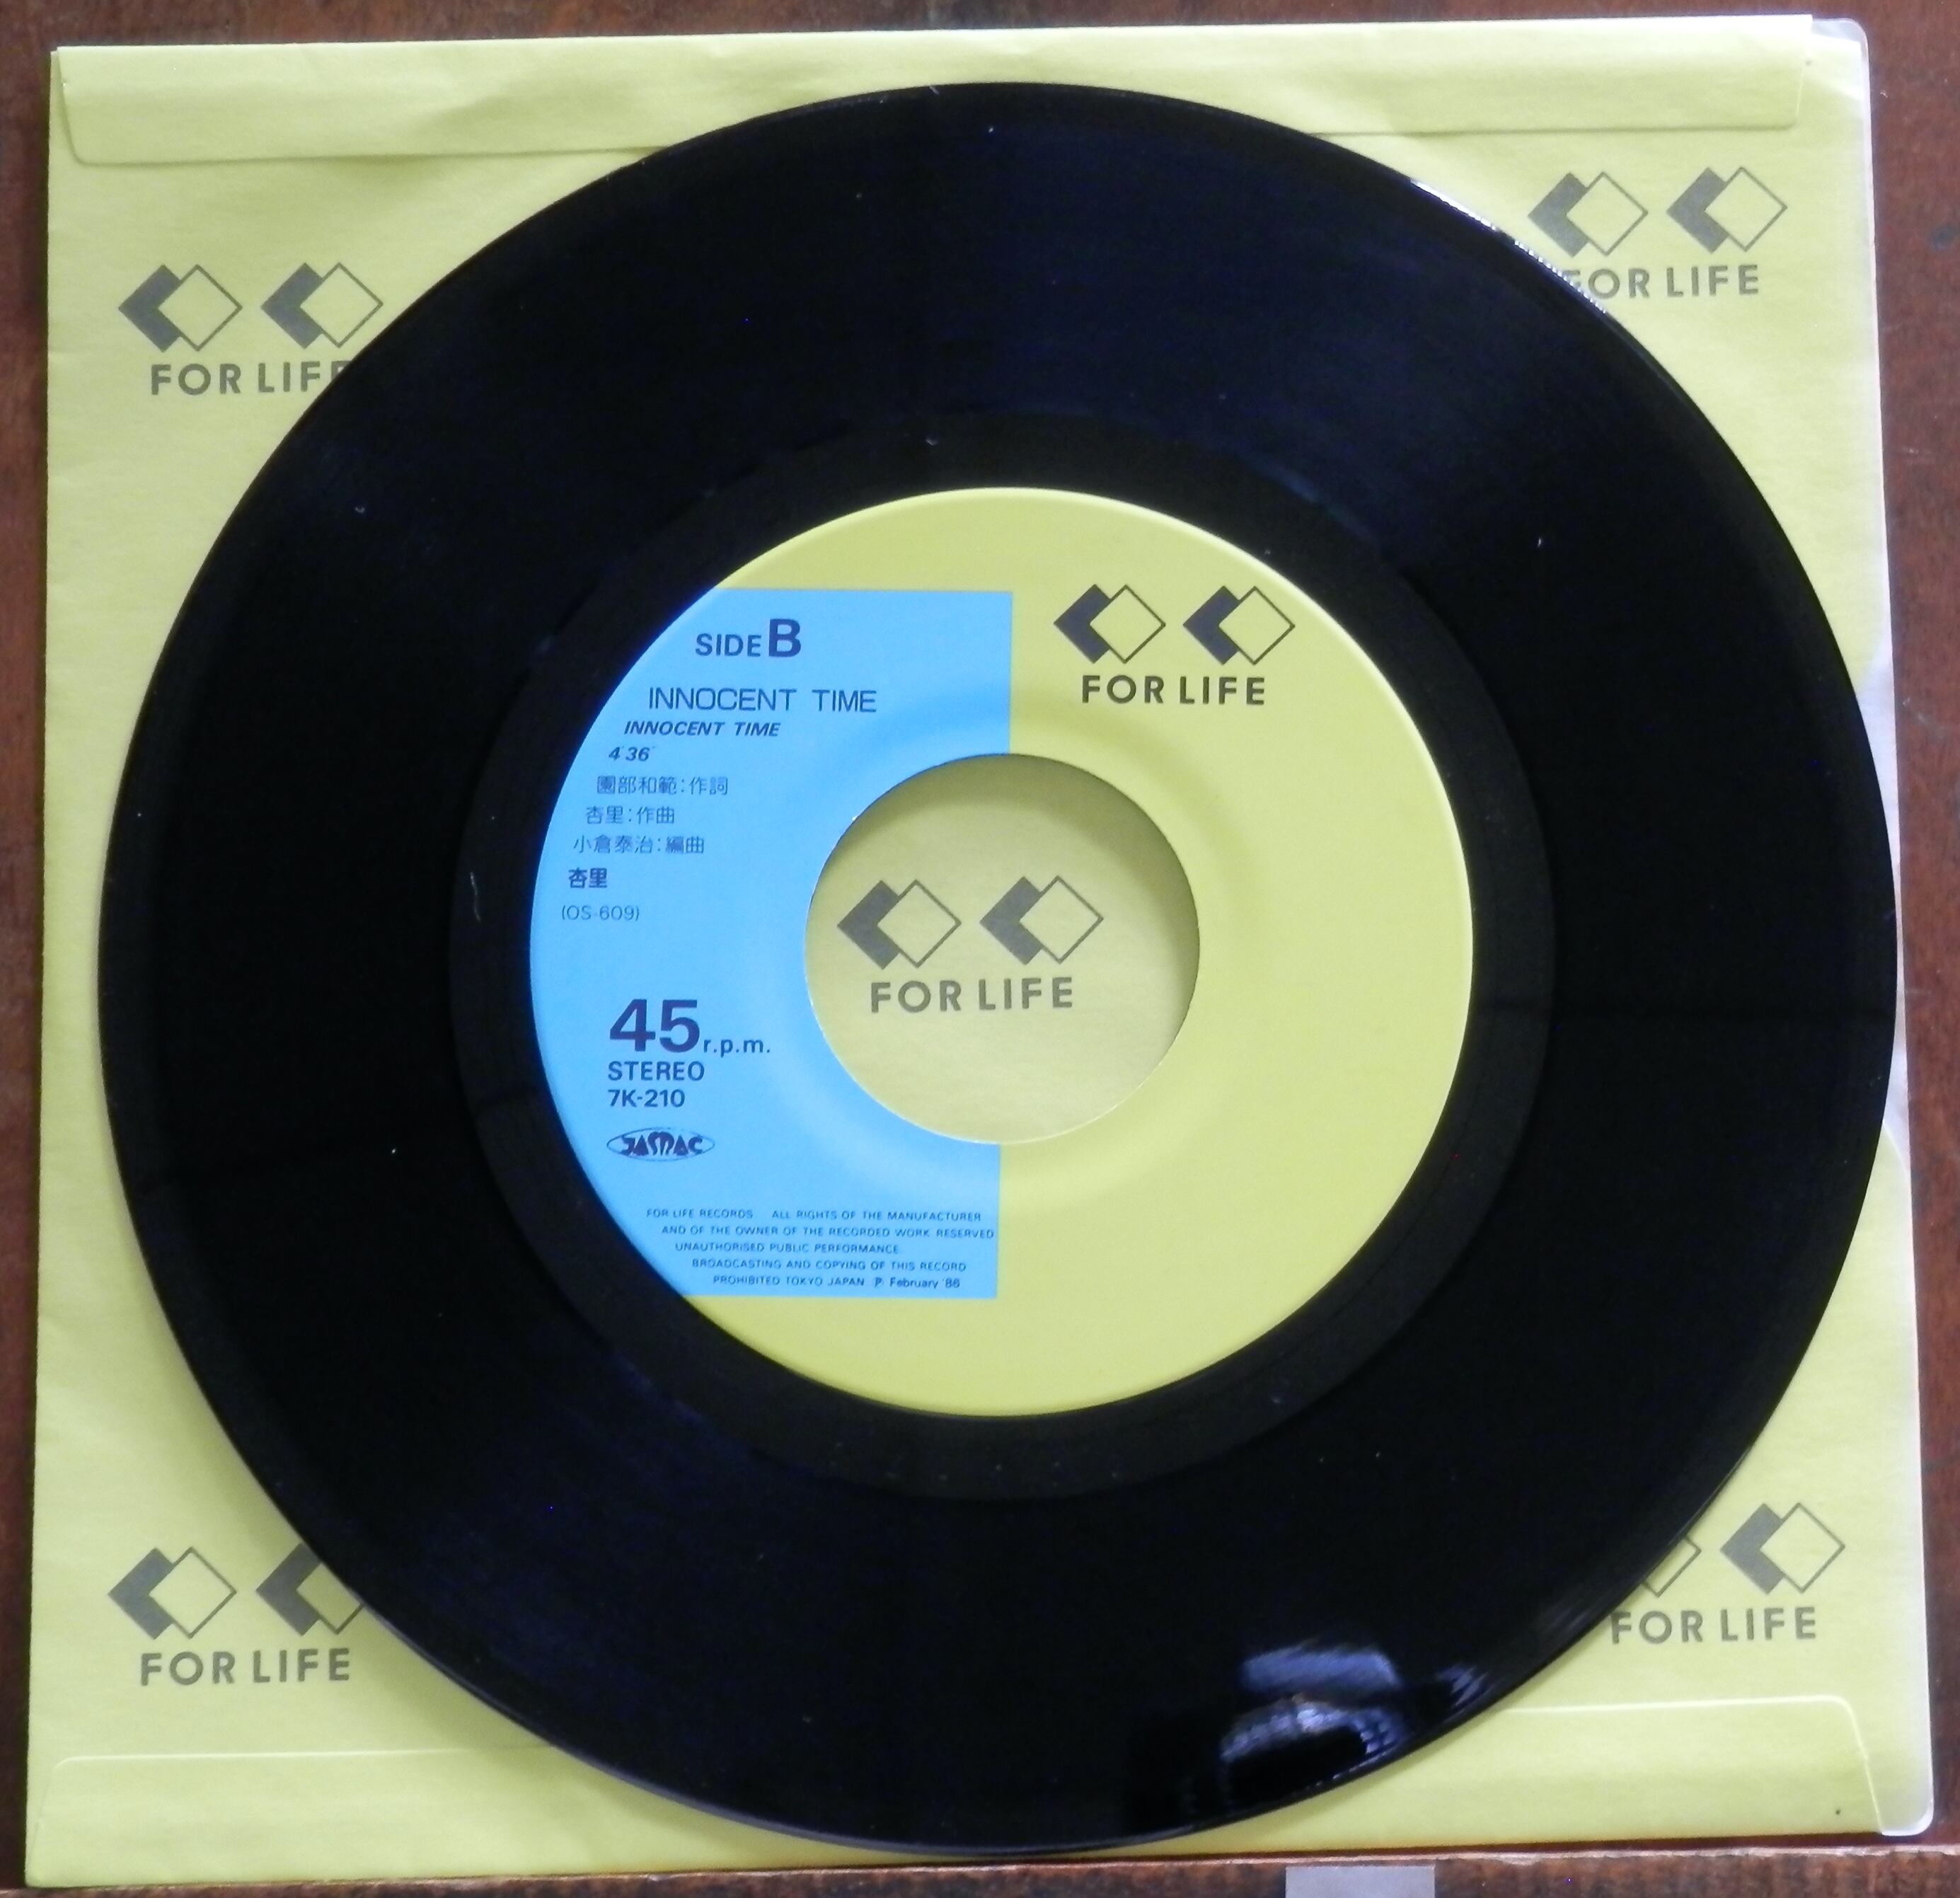 FOR LIFE
FOR LIFE
SIDE B
FOR LIFE
INNOCENT TIME
INNOCENT TIME
4′36″
園部和範:作詞
杏里:作曲
小倉泰治:編曲
杏里
(OS-609)
FOR LIFE
45 r.p.m.
STEREO
7K-210
JASRAC
FOR LIFE RECORDS ALL RIGHTS OF THE MANUFACTURER
AND OF THE OWNER OF THE RECORDED WORK RESERVED
UNAUTHORISED PUBLIC PERFORMANCE
BROADCASTING AND COPYING OF THIS RECORD
PROHIBITED TOKYO JAPAN Ⓟ February '86
FOR LIFE
FOR LIFE